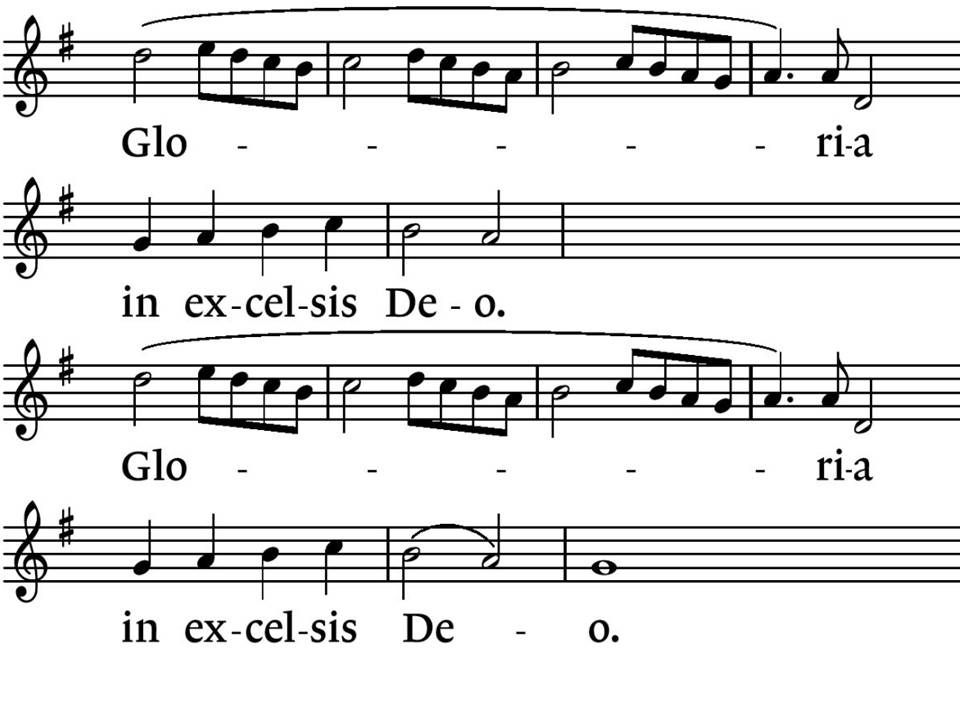 Glo - - - - - ri-a
in ex-cel-sis De - o.
Glo - - - - - ri-a
in ex-cel-sis De - o.